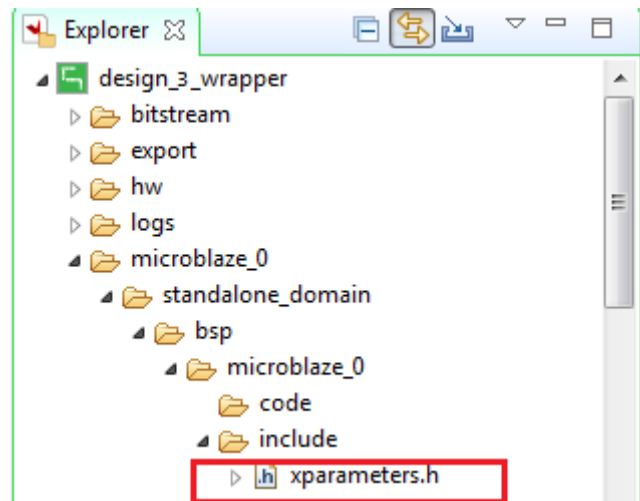 Explorer
design_3_wrapper
bitstream
export
hw
logs
microblaze_0
standalone_domain
bsp
microblaze_0
code
include
.h xparameters.h